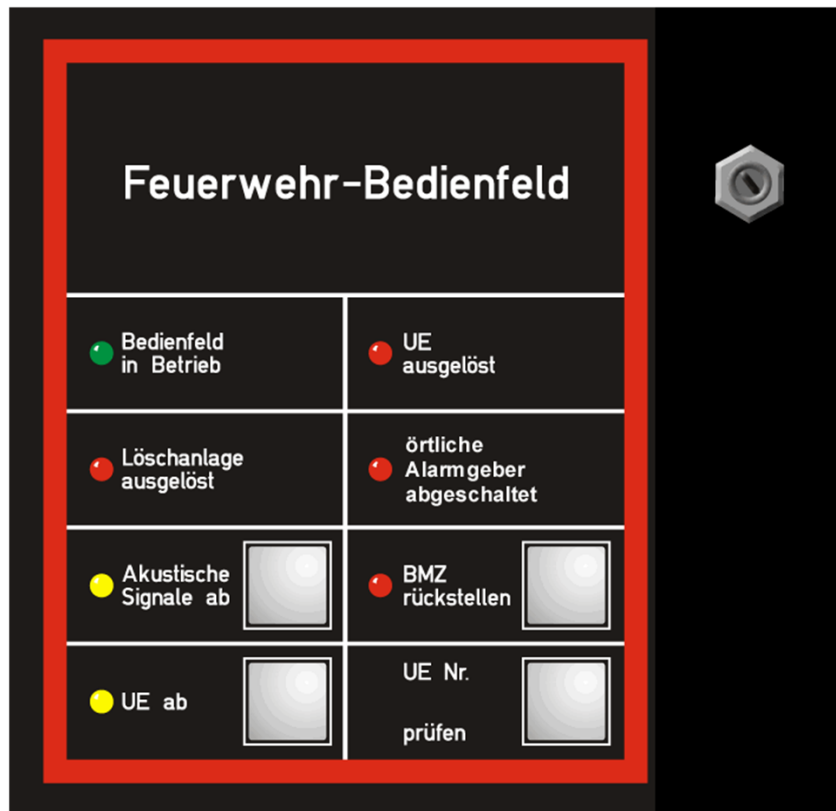 Feuerwehr-Bedienfeld
Bedienfeld
in Betrieb
UE
ausgelöst
Löschanlage
ausgelöst
örtliche
Alarmgeber
abgeschaltet
Akustische
Signale ab
BMZ
rückstellen
UE ab
UE Nr.
prüfen